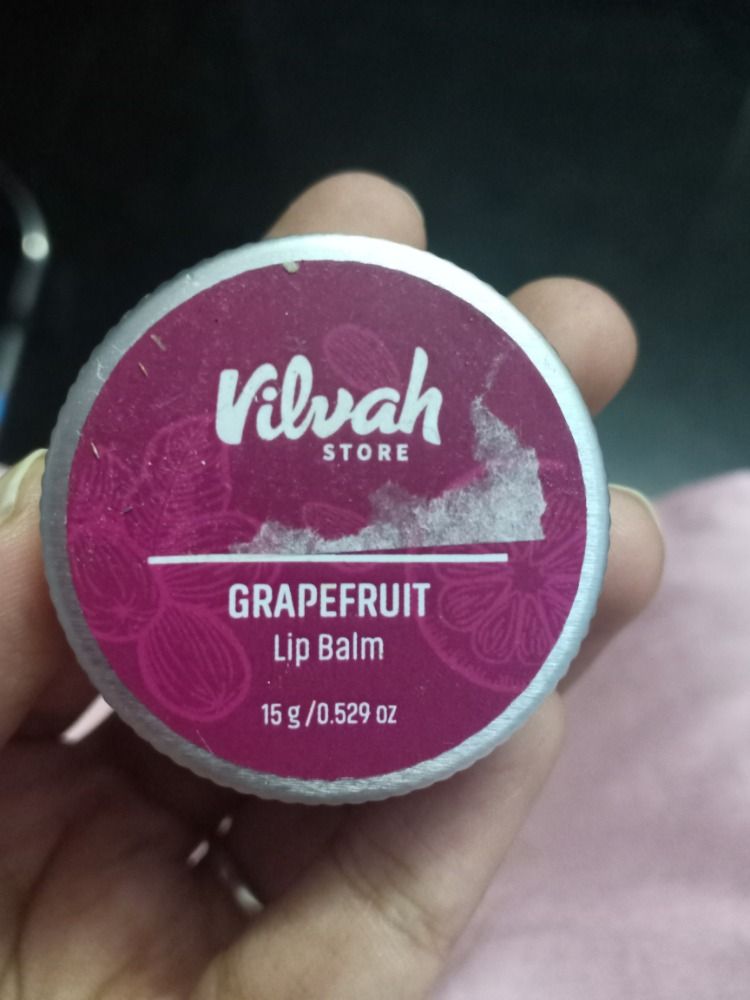 Vilvah
STORE
GRAPEFRUIT
Lip Balm
15 g /0.529 oz